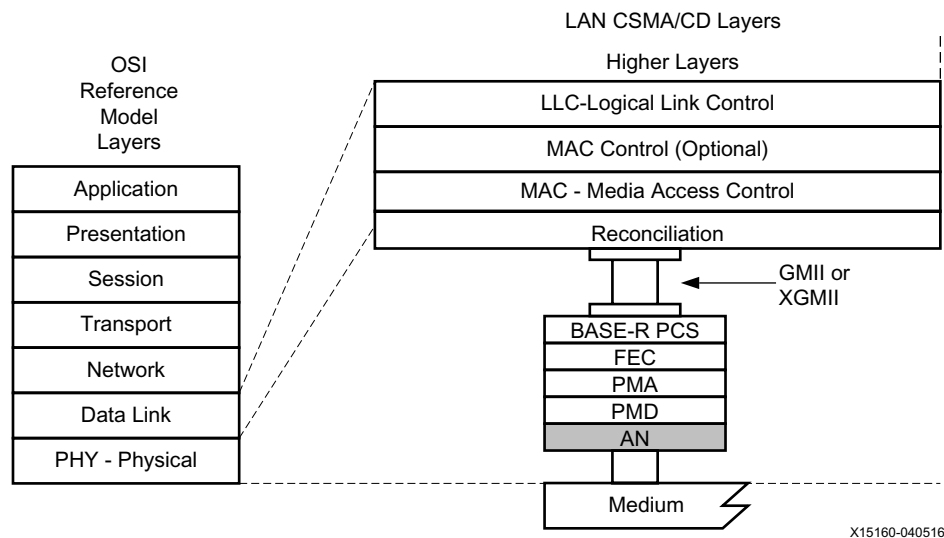 LAN CSMA/CD Layers
OSI
Reference
Model
Layers
Higher Layers
LLC-Logical Link Control
MAC Control (Optional)
MAC - Media Access Control
Reconciliation
Application
Presentation
Session
Transport
Network
Data Link
PHY - Physical
GMII or
XGMII
BASE-R PCS
FEC
PMA
PMD
AN
Medium
X15160-040516